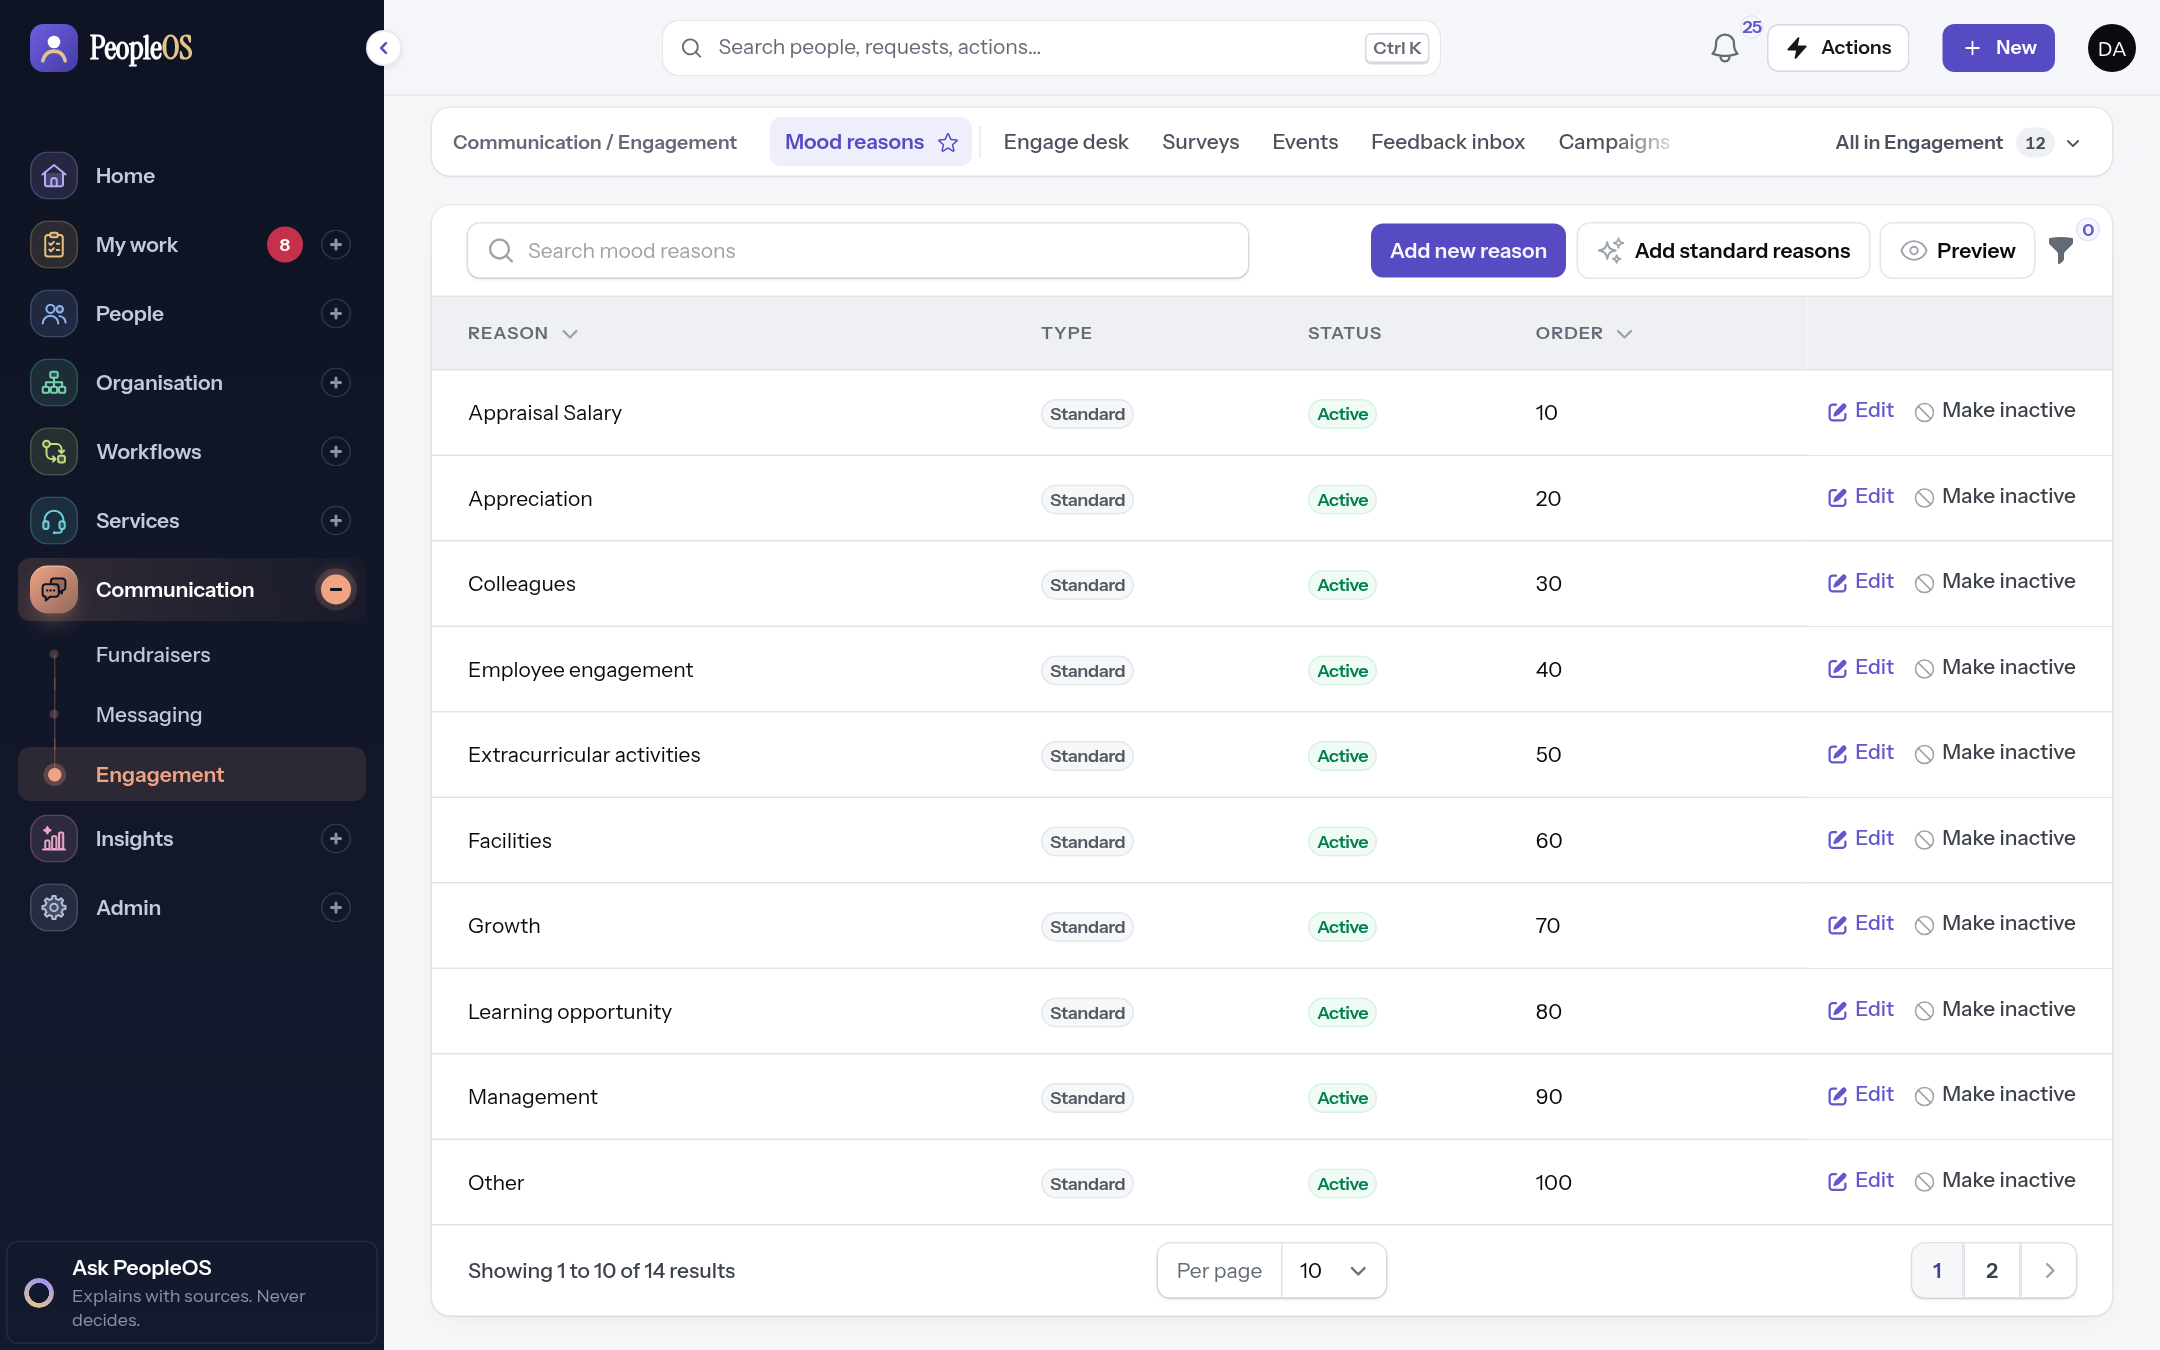 PeopleOS
Search people, requests, actions...
Ctrl K
25
Actions
New
DA
Home
My work
8
People
Organisation
Workflows
Services
Communication
Fundraisers
Messaging
Engagement
Insights
Admin
Ask PeopleOS
Explains with sources. Never
decides.
Communication / Engagement
Mood reasons
Engage desk
Surveys
Events
Feedback inbox
Campaigns
All in Engagement 12
Search mood reasons
Add new reason
Add standard reasons
Preview
0
REASON TYPE STATUS ORDER
Appraisal Salary Standard Active 10 Edit Make inactive
Appreciation Standard Active 20 Edit Make inactive
Colleagues Standard Active 30 Edit Make inactive
Employee engagement Standard Active 40 Edit Make inactive
Extracurricular activities Standard Active 50 Edit Make inactive
Facilities Standard Active 60 Edit Make inactive
Growth Standard Active 70 Edit Make inactive
Learning opportunity Standard Active 80 Edit Make inactive
Management Standard Active 90 Edit Make inactive
Other Standard Active 100 Edit Make inactive
Showing 1 to 10 of 14 results
Per page 10
1 2